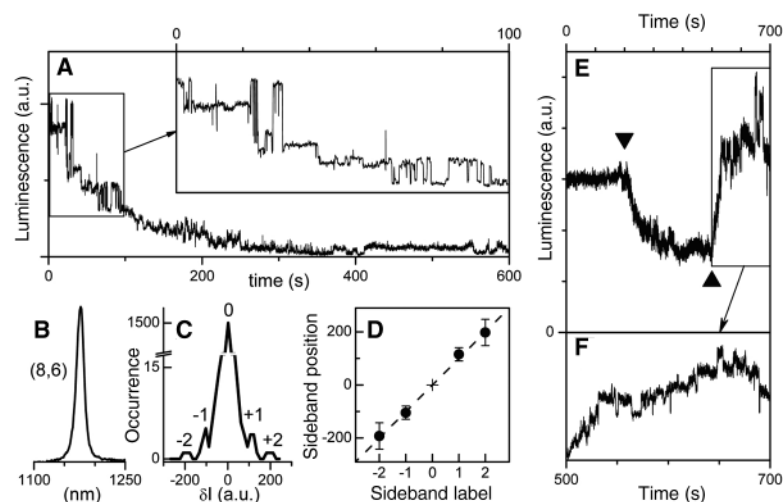 0
100
A
Luminescence (a.u.)
0
200
400
600
time (s)
B
(8,6)
1100
1250
(nm)
C
Occurrence
1500
15
0
0
-1
+1
-2
+2
-200
0
200
δI (a.u.)
D
Sideband position
200
0
-200
-2
-1
0
1
2
Sideband label
Time (s)
0
700
E
Luminescence (a.u.)
0
F
500
700
Time (s)